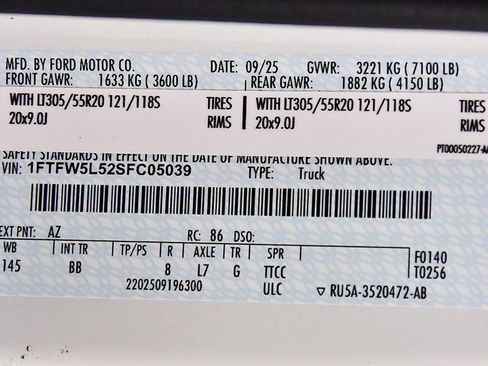 MFD. BY FORD MOTOR CO. DATE: 09/25 GVWR: 3221 KG ( 7100 LB)
FRONT GAWR: 1633 KG ( 3600 LB) REAR GAWR: 1882 KG ( 4150 LB)
WITH LT305/55R20 121/118S TIRES WITH LT305/55R20 121/118S TIRES
20x9.0J RIMS 20x9.0J RIMS
PT00050227-A
SAFETY STANDARDS IN EFFECT ON THE DATE OF MANUFACTURE SHOWN ABOVE.
VIN: 1FTFW5L52SFC05039 TYPE: Truck
EXT PNT: AZ RC: 86 DSO:
WB INT TR TP/PS R AXLE TR SPR F0140
145 BB 8 L7 G TTCC T0256
2202509196300 ULC ▽ RU5A-3520472-AB